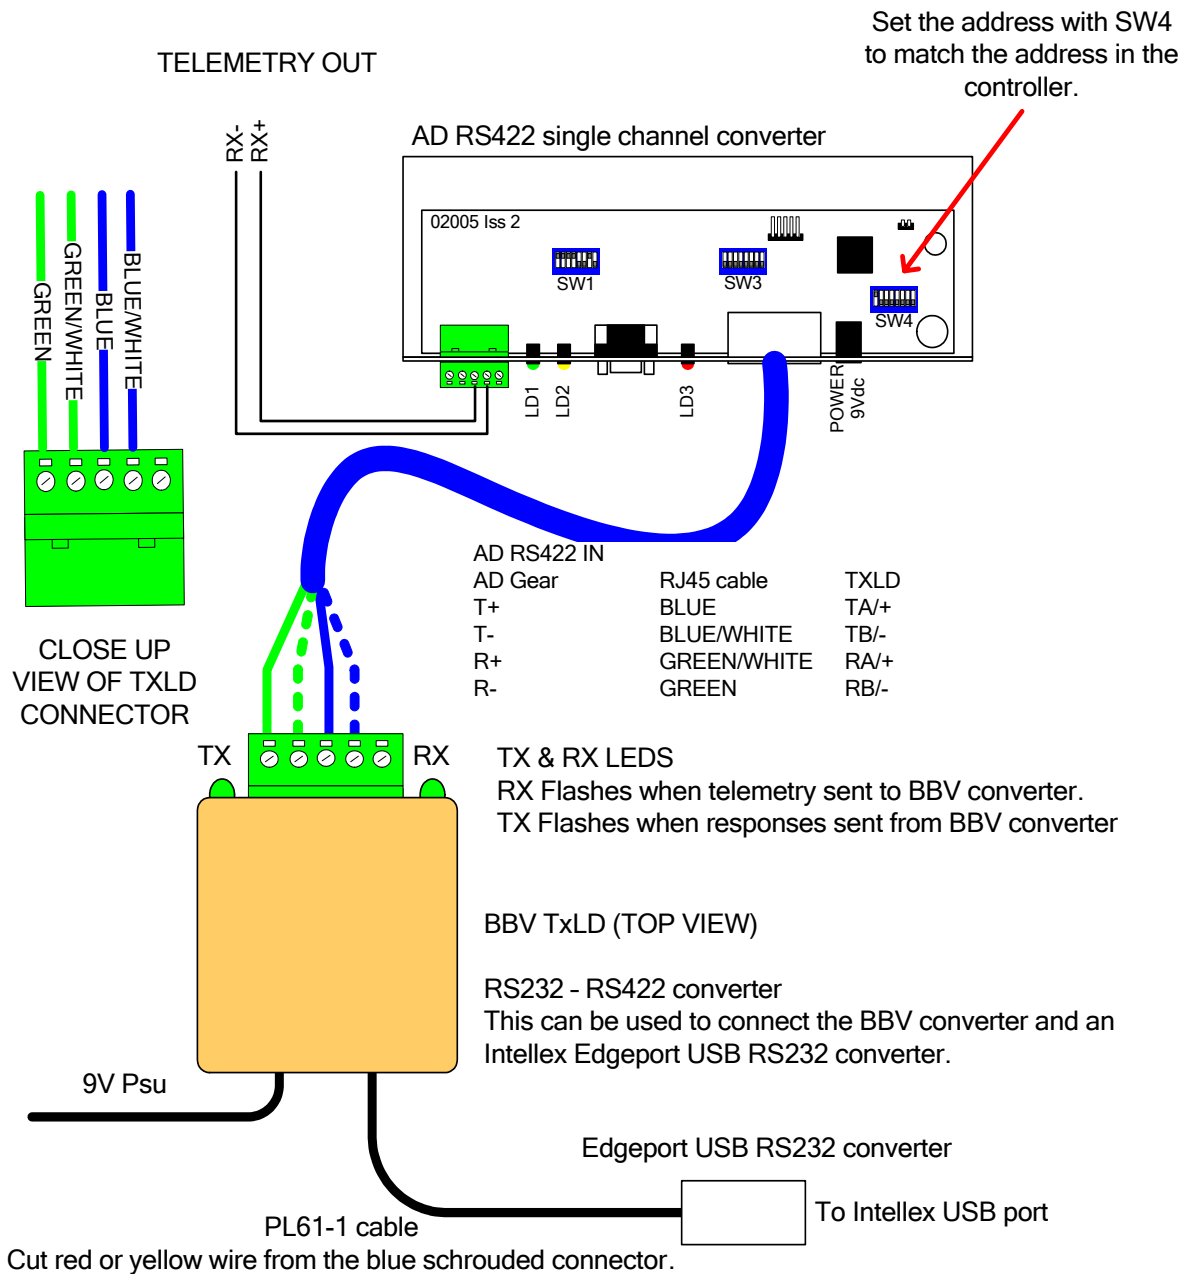 Set the address with SW4
to match the address in the
controller.
TELEMETRY OUT
RX-
RX+
AD RS422 single channel converter
02005 Iss 2
SW1
SW3
SW4
GREEN
GREEN/WHITE
BLUE
BLUE/WHITE
LD1
LD2
LD3
POWER
9Vdc
AD RS422 IN
AD Gear RJ45 cable TXLD
T+ BLUE TA/+
T- BLUE/WHITE TB/-
R+ GREEN/WHITE RA/+
R- GREEN RB/-
CLOSE UP
VIEW OF TXLD
CONNECTOR
TX
RX
TX & RX LEDS
RX Flashes when telemetry sent to BBV converter.
TX Flashes when responses sent from BBV converter
BBV TxLD (TOP VIEW)
RS232 - RS422 converter
This can be used to connect the BBV converter and an
Intellex Edgeport USB RS232 converter.
9V Psu
Edgeport USB RS232 converter
To Intellex USB port
PL61-1 cable
Cut red or yellow wire from the blue schrouded connector.